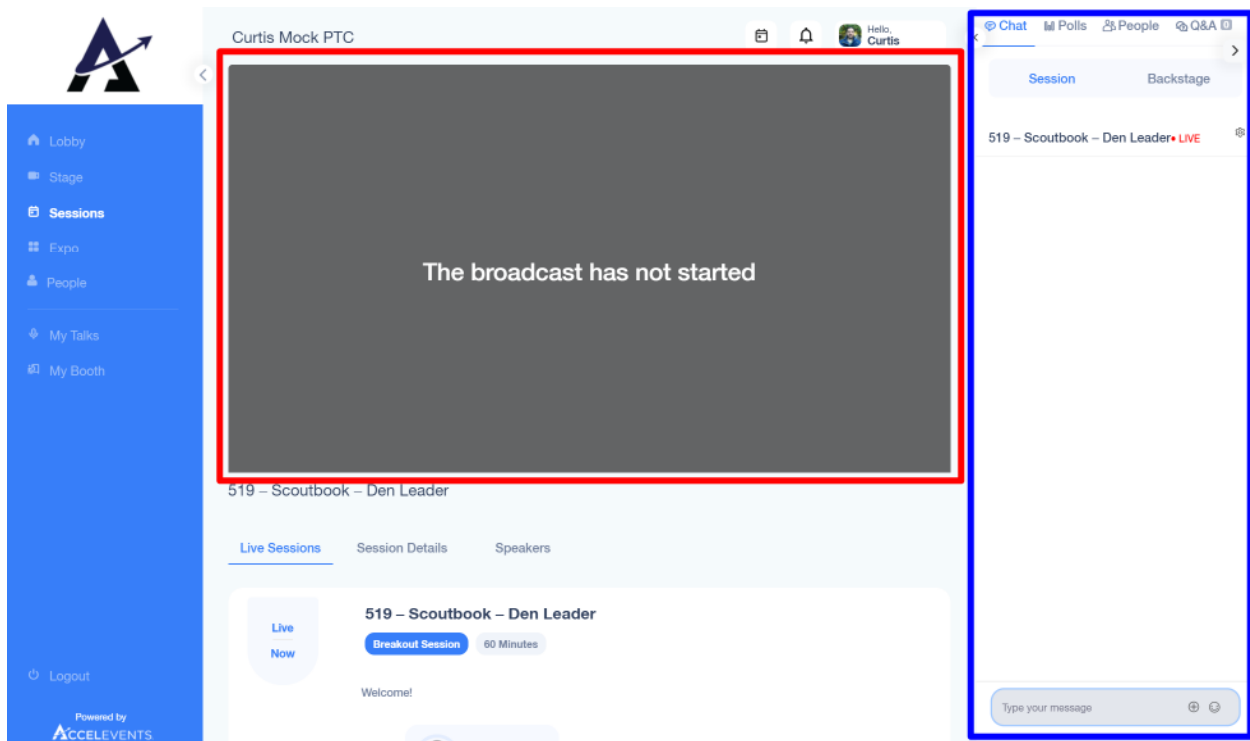 Curtis Mock PTC
Hello,
Curtis
Lobby
Stage
Sessions
Expo
People
My Talks
My Booth
Logout
Powered by
ACCELEVENTS
The broadcast has not started
519 – Scoutbook – Den Leader
Live Sessions Session Details Speakers
Live
Now
519 – Scoutbook – Den Leader
Breakout Session 60 Minutes
Welcome!
Chat Polls People Q&A
Session Backstage
519 – Scoutbook – Den Leader• LIVE
Type your message